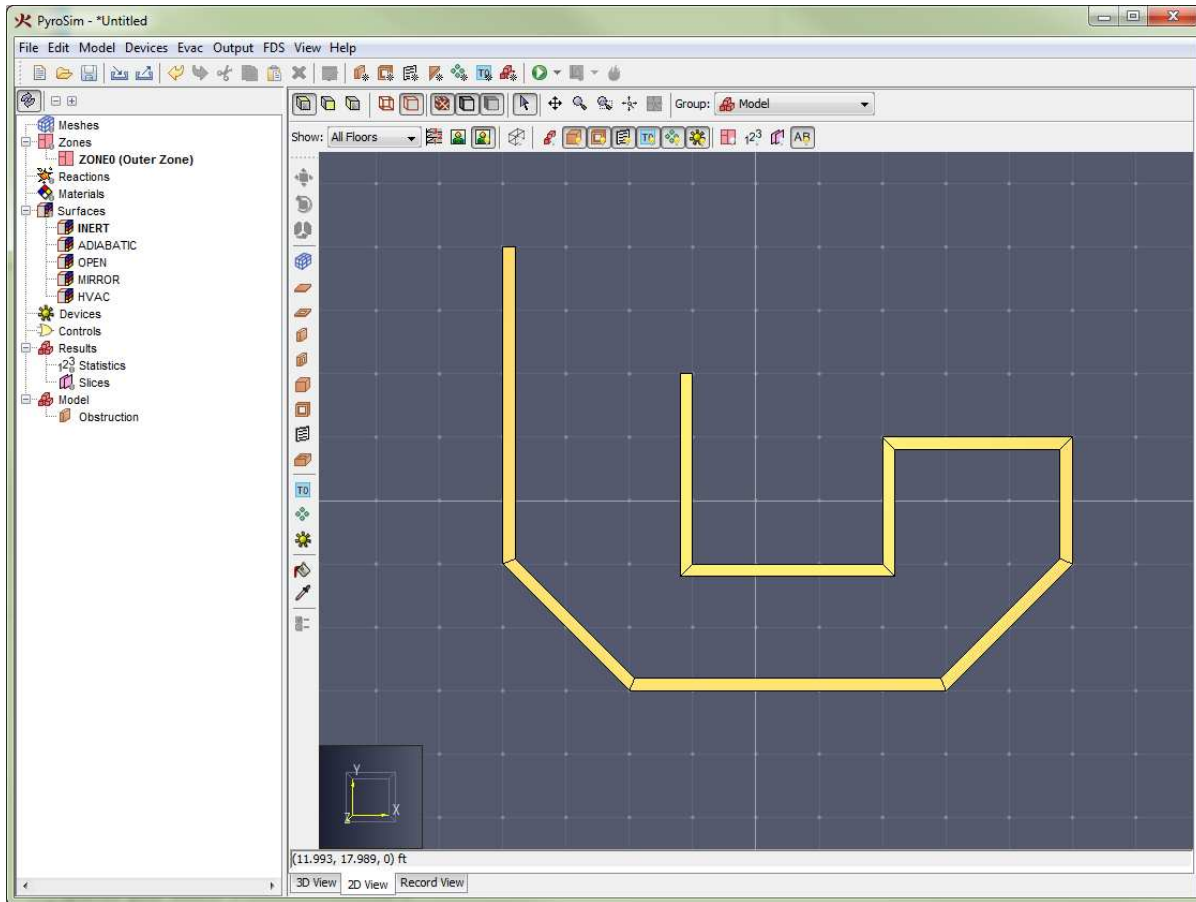 PyroSim - *Untitled
File Edit Model Devices Evac Output FDS View Help
Group: Model
Show: All Floors
Meshes
Zones
ZONE0 (Outer Zone)
Reactions
Materials
Surfaces
INERT
ADIABATIC
OPEN
MIRROR
HVAC
Devices
Controls
Results
Statistics
Slices
Model
Obstruction
Y
X
Z
(11.993, 17.989, 0) ft
3D View 2D View Record View